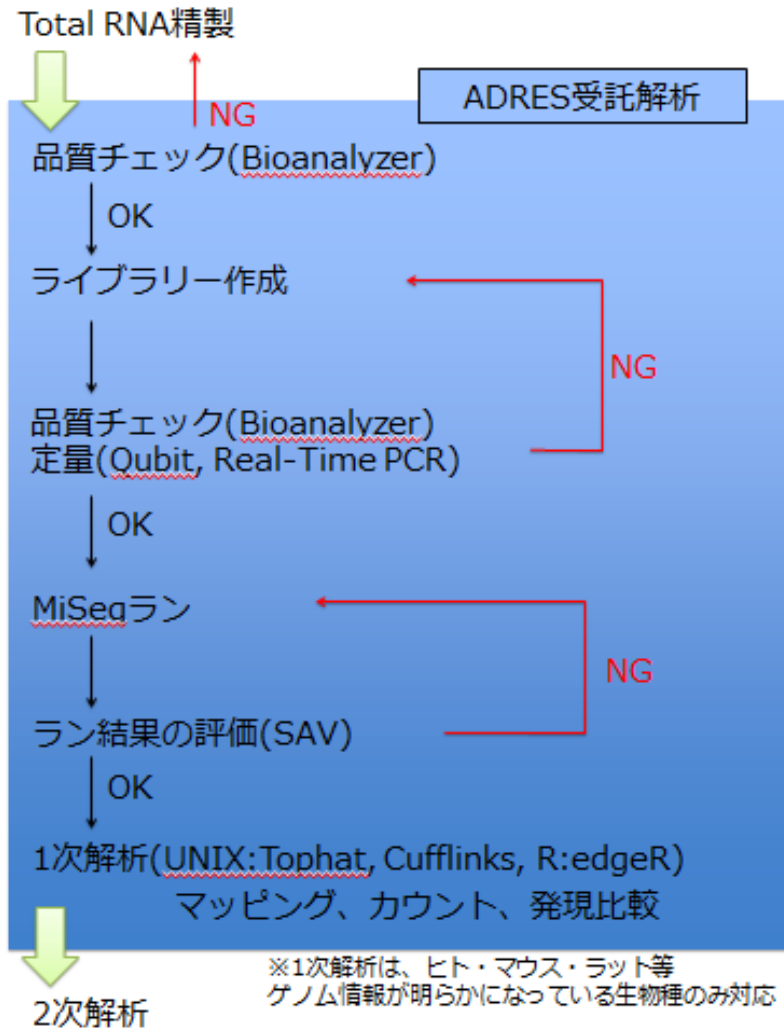 Total RNA精製
NG
ADRES受託解析
品質チェック(Bioanalyzer)
OK
ライブラリー作成
NG
品質チェック(Bioanalyzer)
定量(Qubit, Real-Time PCR)
OK
MiSeqラン
NG
ラン結果の評価(SAV)
OK
1次解析(UNIX:Tophat, Cufflinks, R:edgeR)
マッピング、カウント、発現比較
※1次解析は、ヒト・マウス・ラット等
ゲノム情報が明らかになっている生物種のみ対応
2次解析